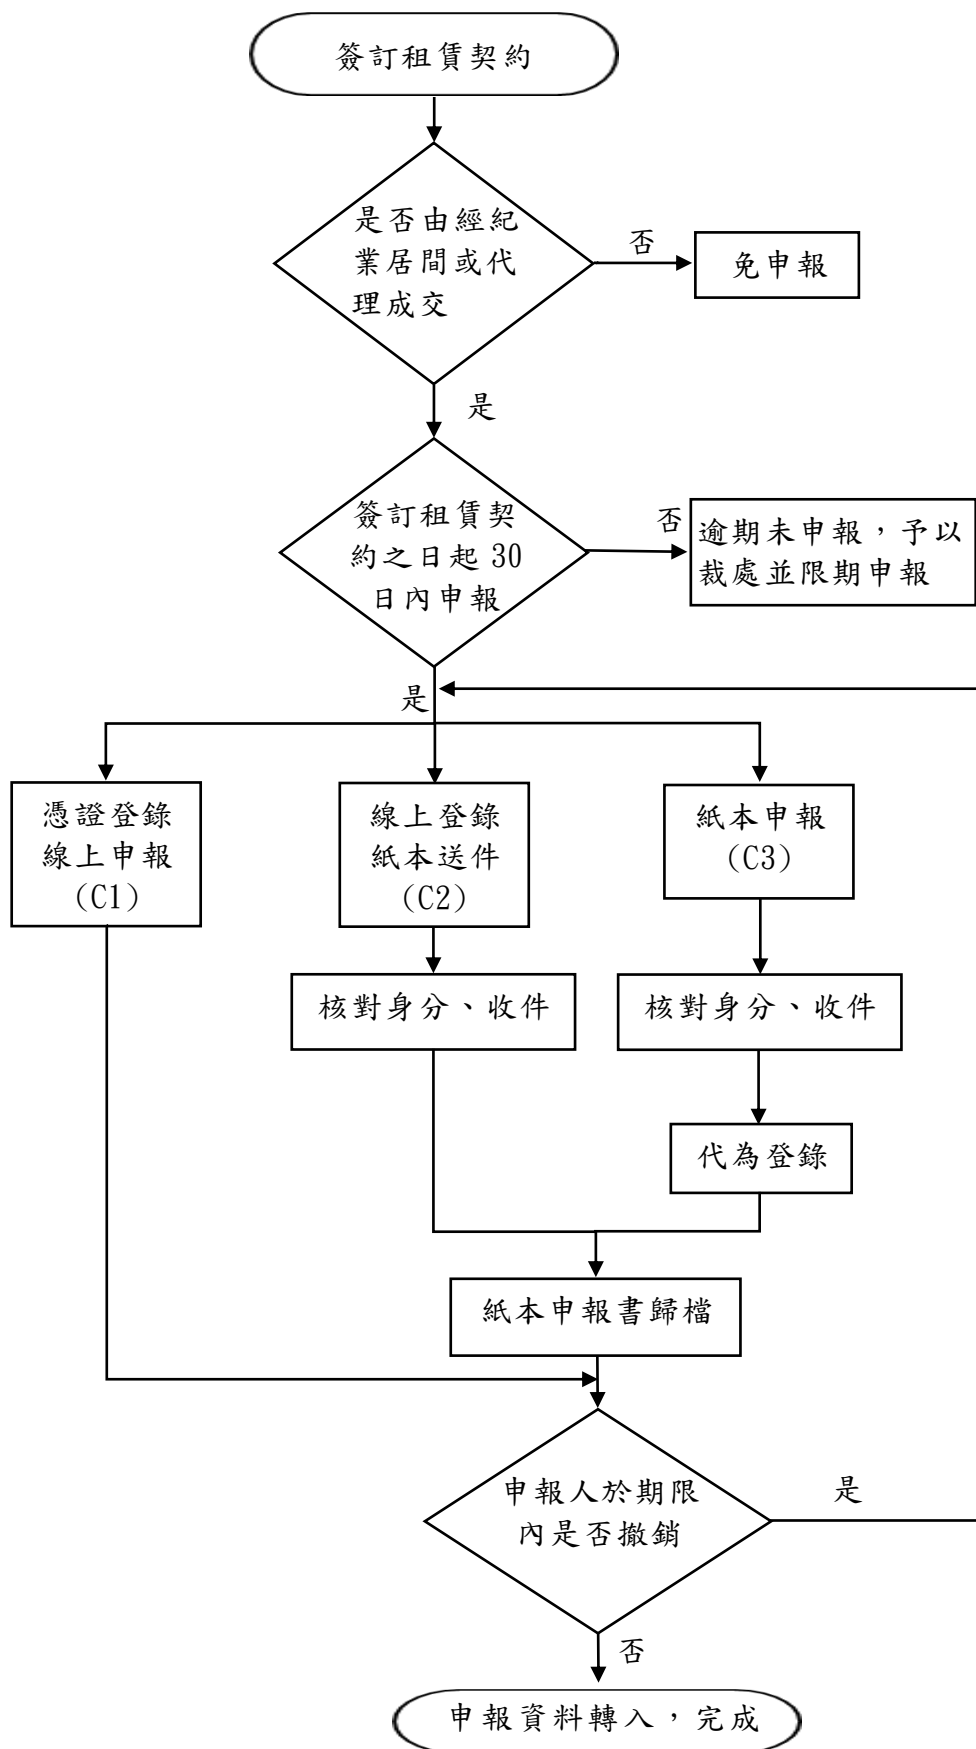 簽訂租賃契約
是否由經紀
業居間或代
理成交
否
免申報
是
簽訂租賃契
約之日起 30
日內申報
否
逾期未申報，予以
裁處並限期申報
是
憑證登錄
線上申報
(C1)
線上登錄
紙本送件
(C2)
紙本申報
(C3)
核對身分、收件
核對身分、收件
代為登錄
紙本申報書歸檔
申報人於期限
內是否撤銷
是
否
申報資料轉入，完成